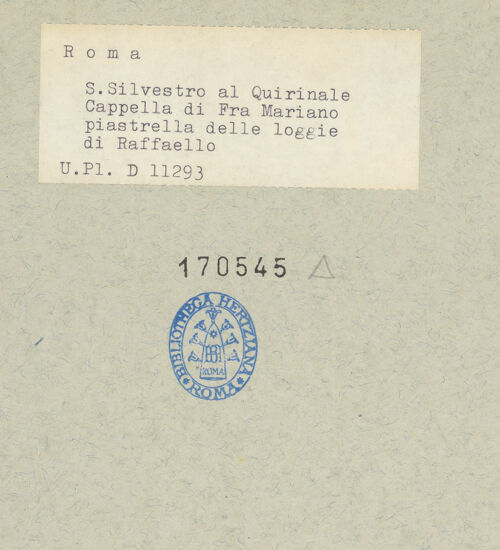 Roma
S.Silvestro al Quirinale
Cappella di Fra Mariano
piastrella delle loggie
di Raffaello
U.Pl. D 11293
170545
BIBLIOTHECA HERTZIANA
ROMA
ROMA